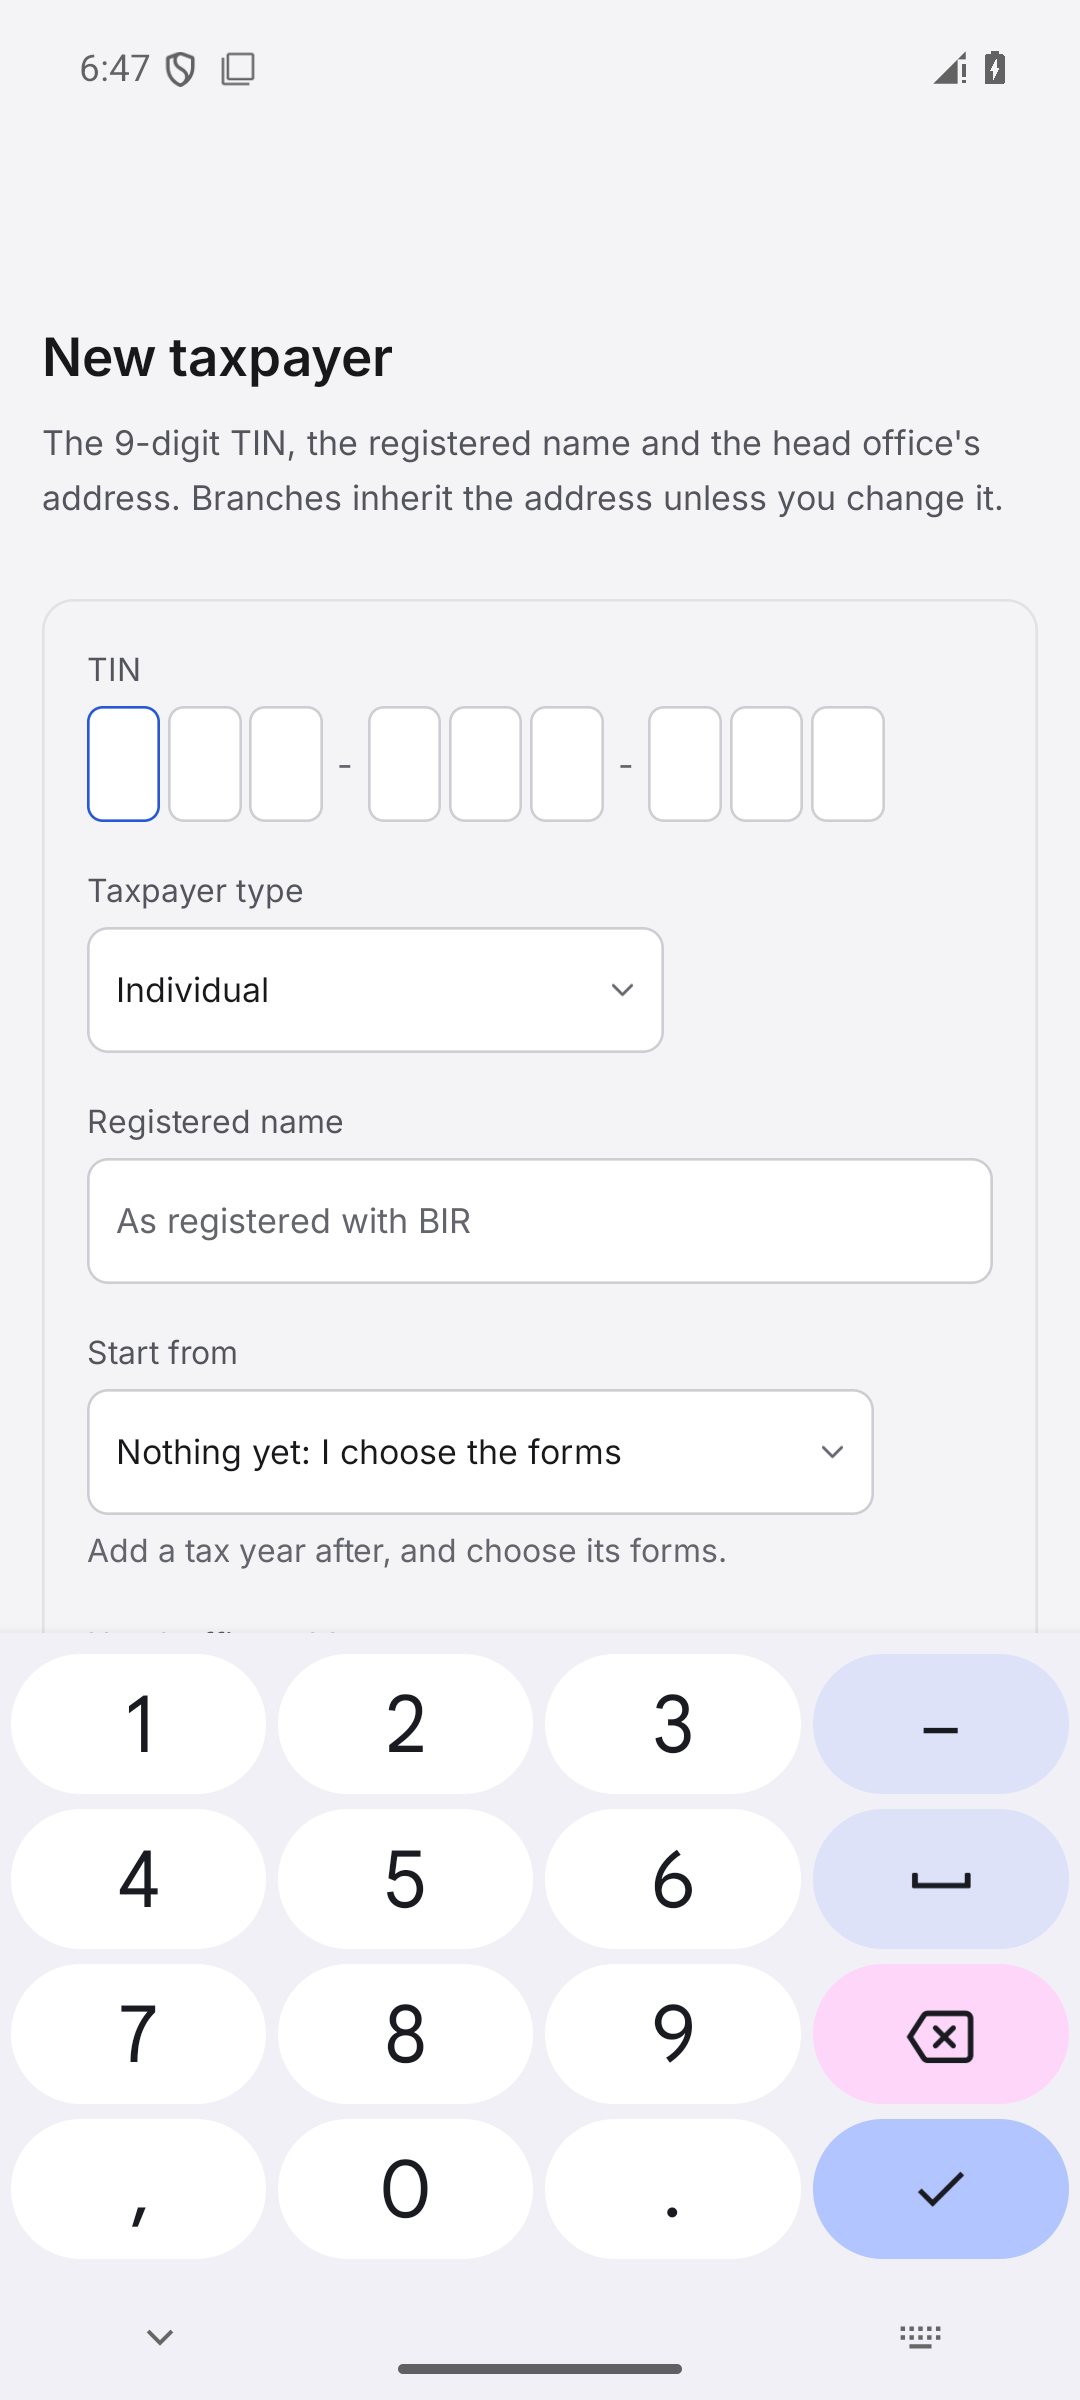 6:47
New taxpayer
The 9-digit TIN, the registered name and the head office's
address. Branches inherit the address unless you change it.
TIN
- -
Taxpayer type
Individual
Registered name
As registered with BIR
Start from
Nothing yet: I choose the forms
Add a tax year after, and choose its forms.
1 2 3 –
4 5 6
7 8 9
, 0 .